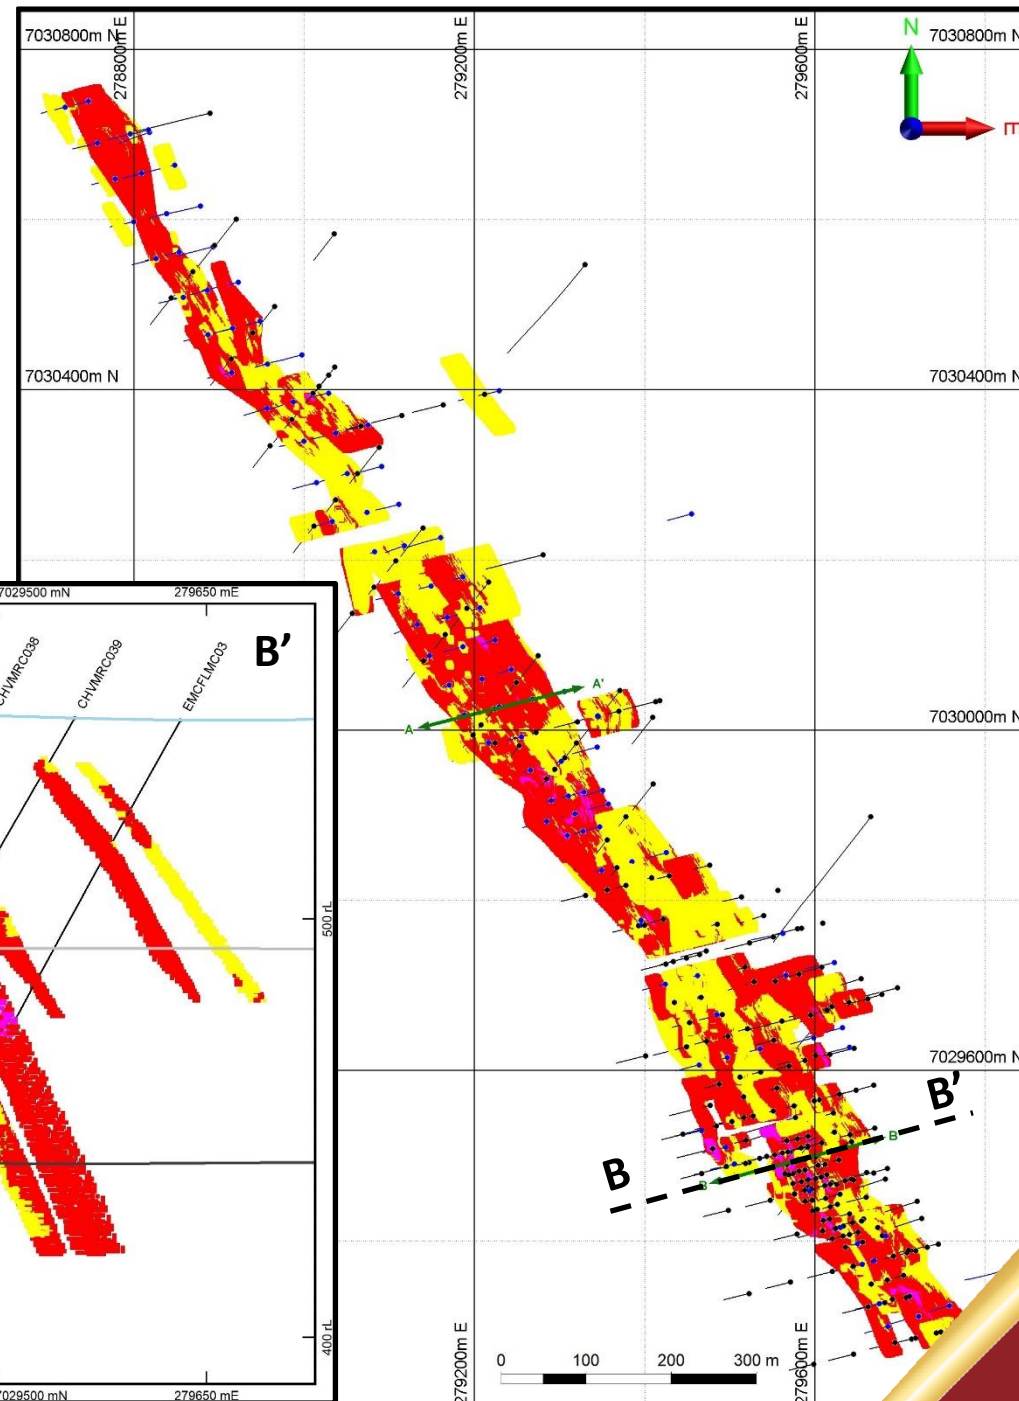 7030800m N
278800m E
279200m E
279600m E
7030800m N
N
E
7030400m N
7030400m N
7029500 mN
279650 mE
CHVMRC038
CHVMRC039
EMCFLMC03
B'
A
A'
7030000m N
500 rL
7029600m N
B'
B
B
B
400 rL
279200m E
279600m E
0
100
200
300 m
7029500 mN
279650 mE